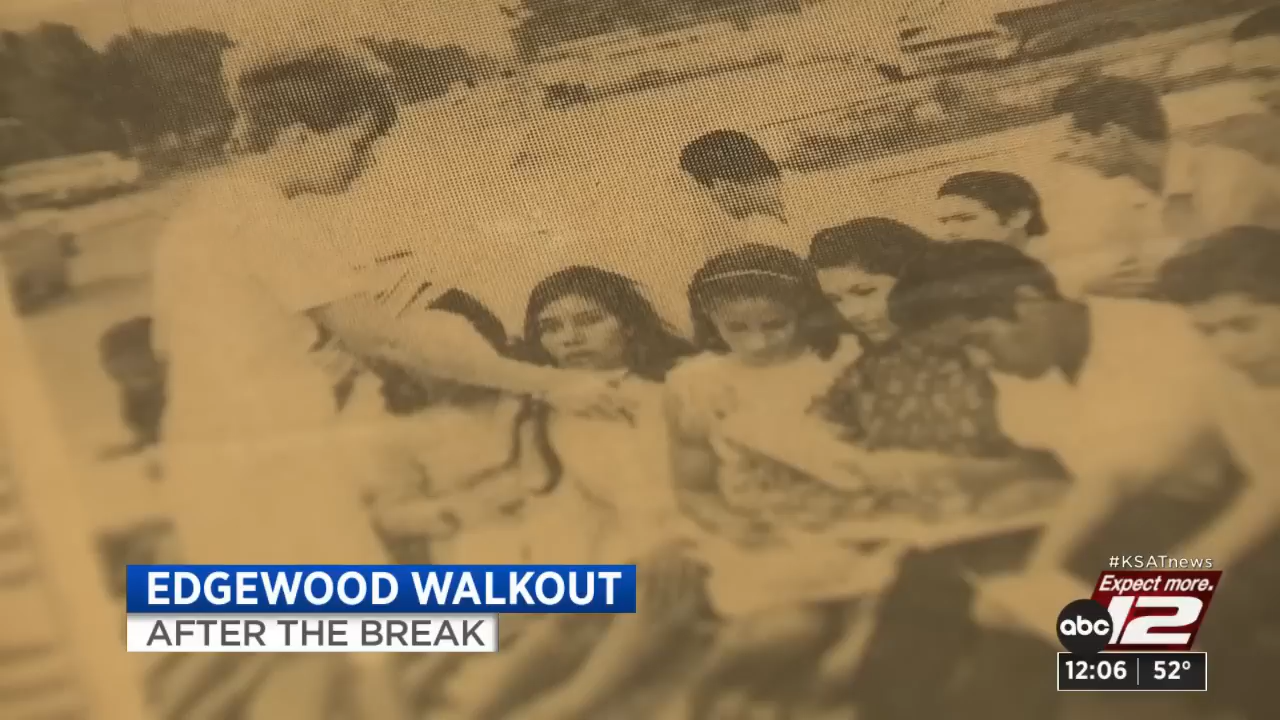 EDGEWOOD WALKOUT
AFTER THE BREAK
#KSATnews
Expect more.
abc 12
12:06 | 52°